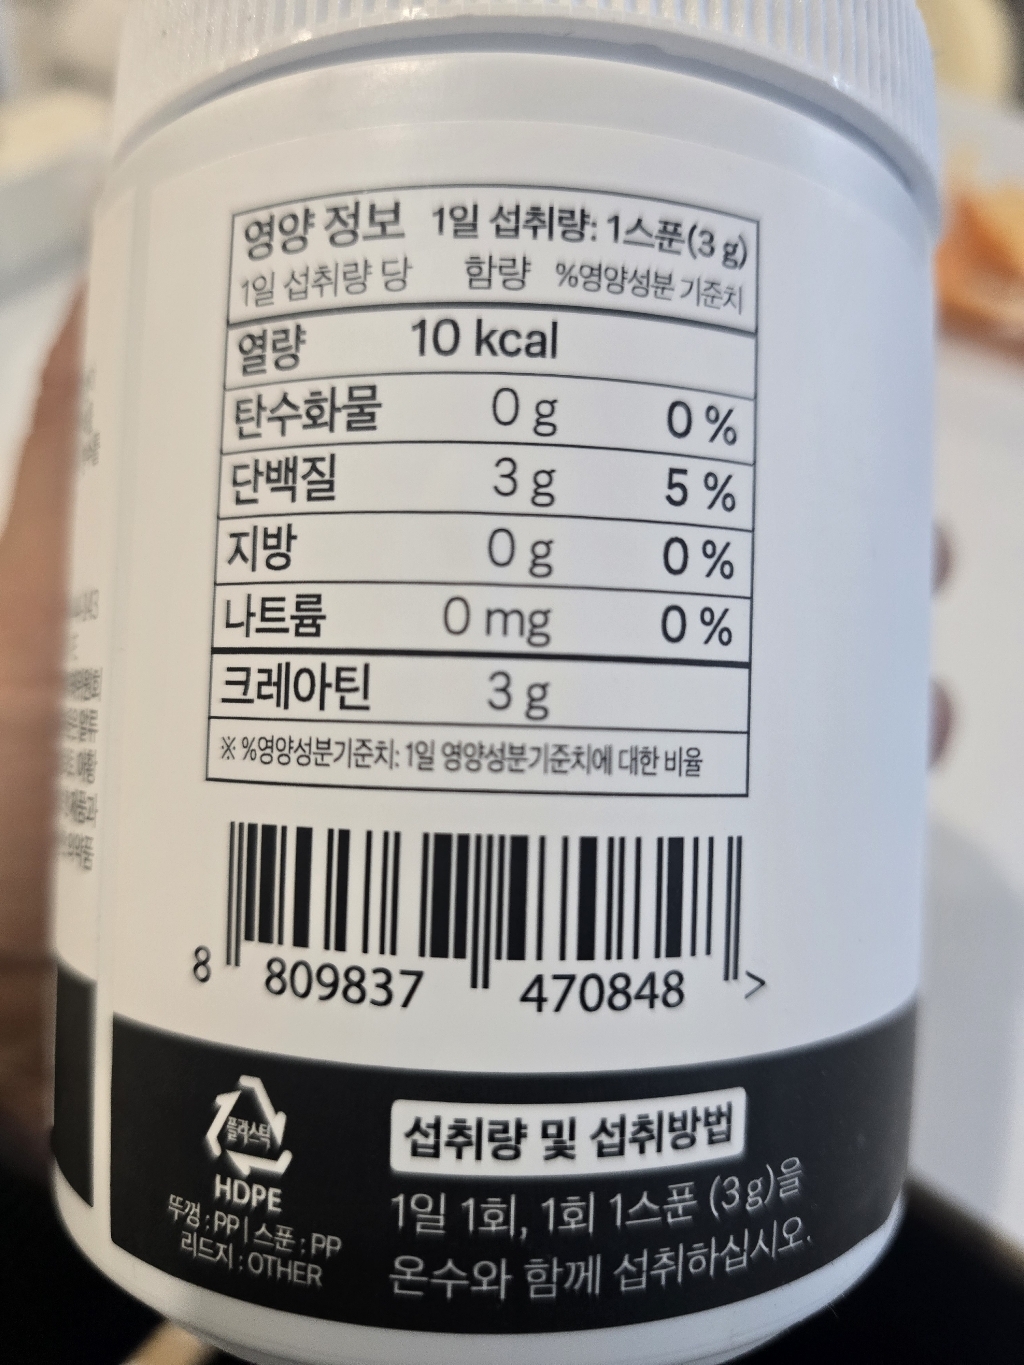 영양 정보 1일 섭취량: 1스푼(3 g)
1일 섭취량 당 함량 %영양성분 기준치
열량 10 kcal
탄수화물 0 g 0 %
단백질 3 g 5 %
지방 0 g 0 %
나트륨 0 mg 0 %
크레아틴 3 g
※ %영양성분기준치: 1일 영양성분기준치에 대한 비율
8 809837 470848 >
플라스틱
HDPE
뚜껑 : PP | 스푼 : PP
리드지 : OTHER
섭취량 및 섭취방법
1일 1회, 1회 1스푼 (3g)을
온수와 함께 섭취하십시오.